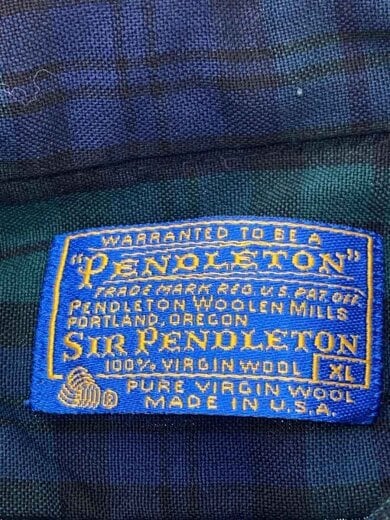 WARRANTED TO BE A
"PENDLETON"
TRADE MARK REG. U.S. PAT. OFF.
PENDLETON WOOLEN MILLS
PORTLAND, OREGON
SIR PENDLETON
100% VIRGIN WOOL XL
PURE VIRGIN WOOL
®
MADE IN U.S.A.